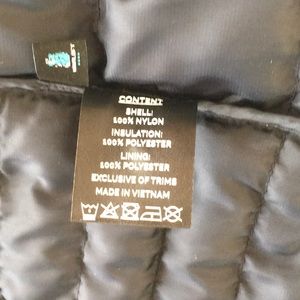 CONTENT
SHELL:
100% NYLON
INSULATION:
100% POLYESTER
LINING:
100% POLYESTER
EXCLUSIVE OF TRIMS
MADE IN VIETNAM